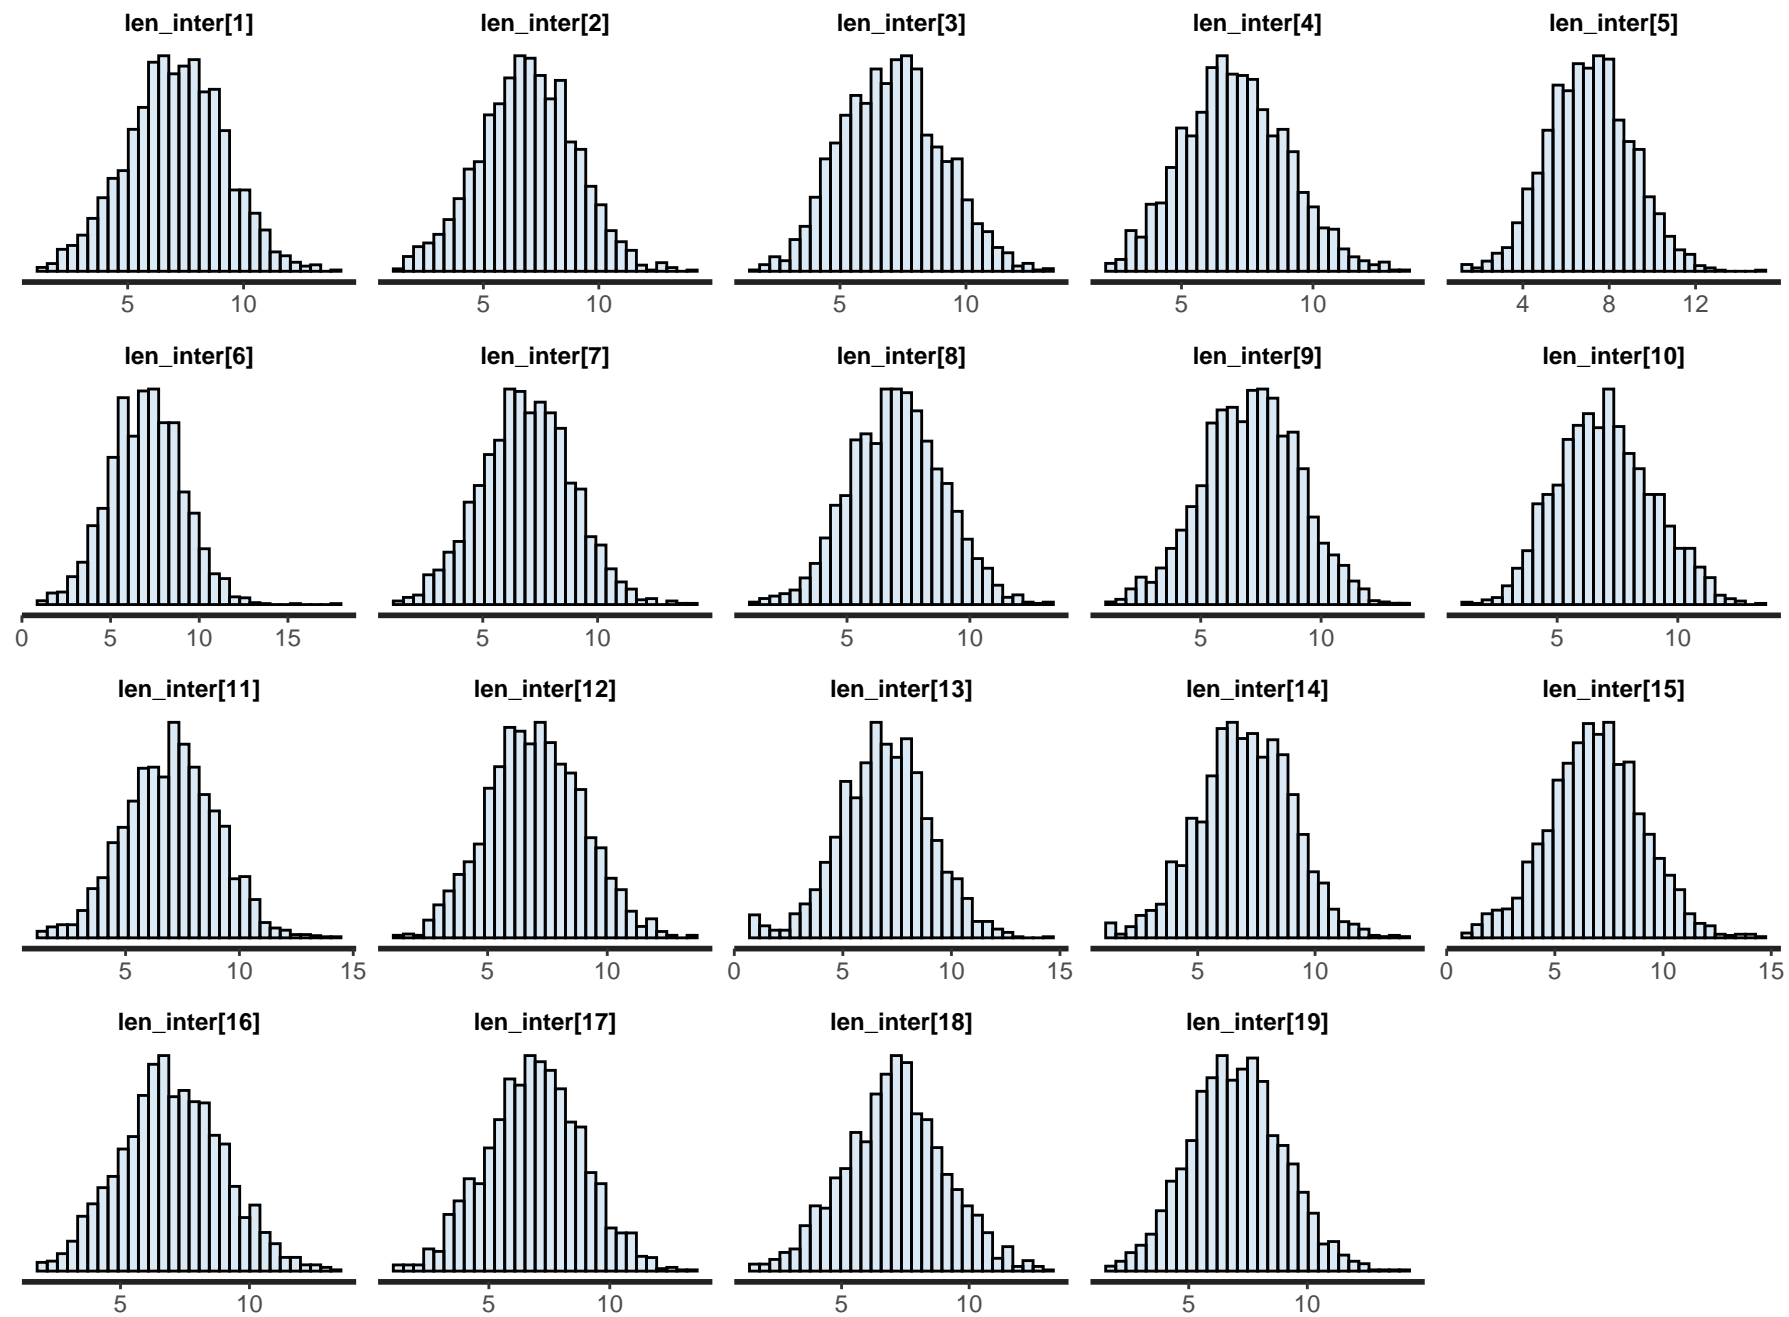 len_inter[1] len_inter[2] len_inter[3] len_inter[4] len_inter[5]
5 10 5 10 5 10 5 10 4 8 12
len_inter[6] len_inter[7] len_inter[8] len_inter[9] len_inter[10]
0 5 10 15 5 10 5 10 5 10 5 10
len_inter[11] len_inter[12] len_inter[13] len_inter[14] len_inter[15]
5 10 15 5 10 0 5 10 15 5 10 0 5 10 15
len_inter[16] len_inter[17] len_inter[18] len_inter[19]
5 10 5 10 5 10 5 10